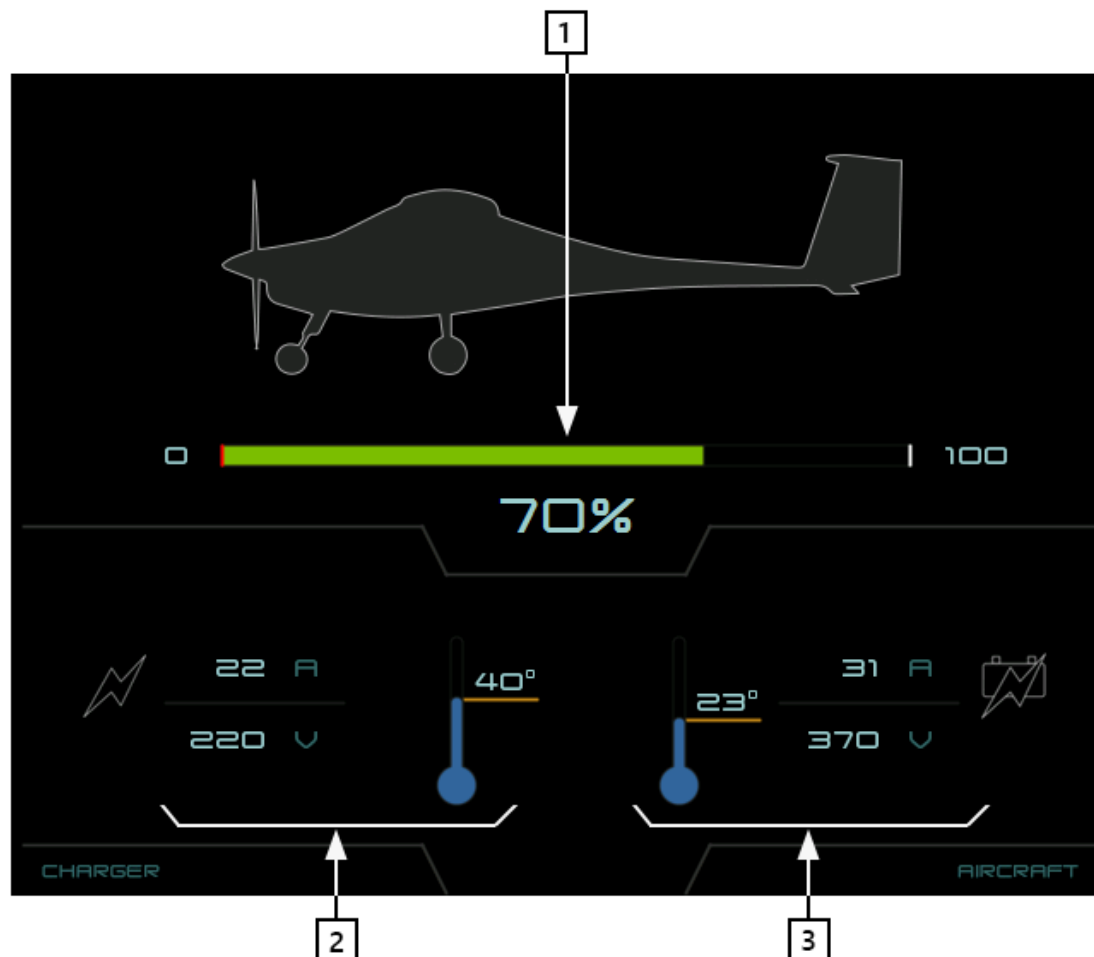 1
0 100
70%
22 A
40°
31 A
23°
220 V
370 V
CHARGER
AIRCRAFT
2
3